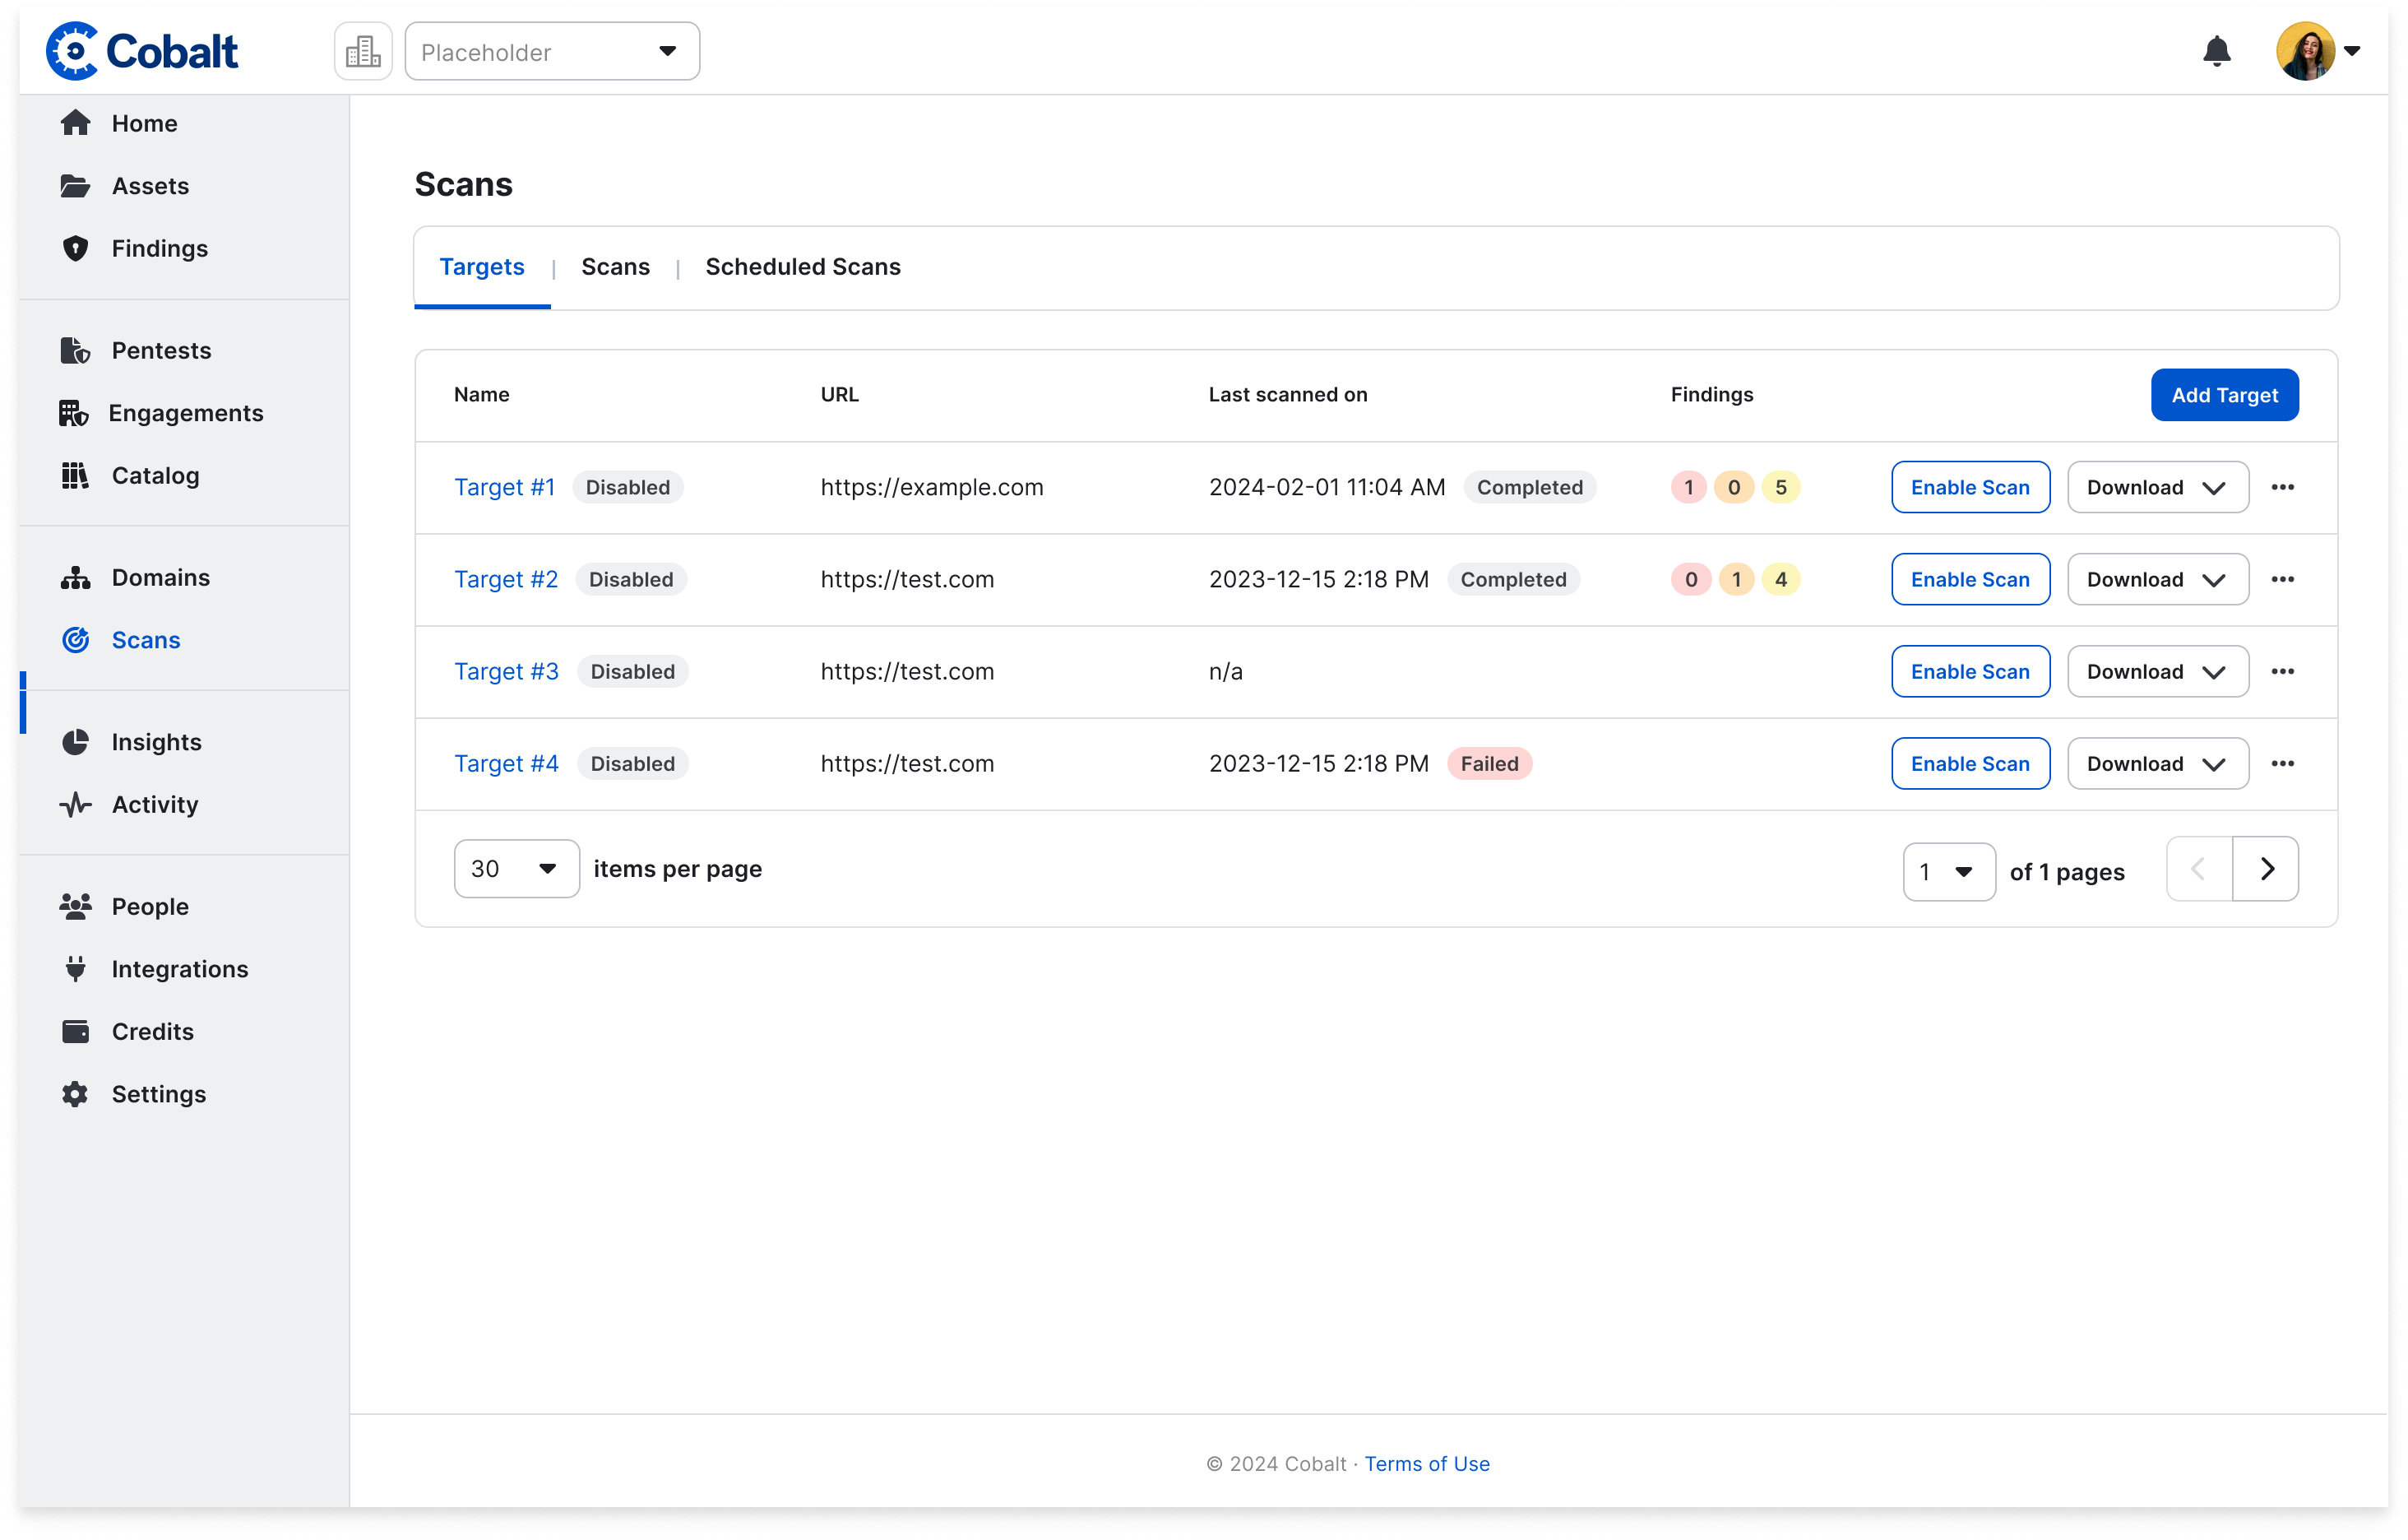 Cobalt
Placeholder
Home
Assets
Findings
Pentests
Engagements
Catalog
Domains
Scans
Insights
Activity
People
Integrations
Credits
Settings
Scans
Targets | Scans | Scheduled Scans
Name URL Last scanned on Findings Add Target
Target #1 Disabled https://example.com 2024-02-01 11:04 AM Completed 1 0 5 Enable Scan Download
Target #2 Disabled https://test.com 2023-12-15 2:18 PM Completed 0 1 4 Enable Scan Download
Target #3 Disabled https://test.com n/a Enable Scan Download
Target #4 Disabled https://test.com 2023-12-15 2:18 PM Failed Enable Scan Download
30 items per page 1 of 1 pages
© 2024 Cobalt · Terms of Use